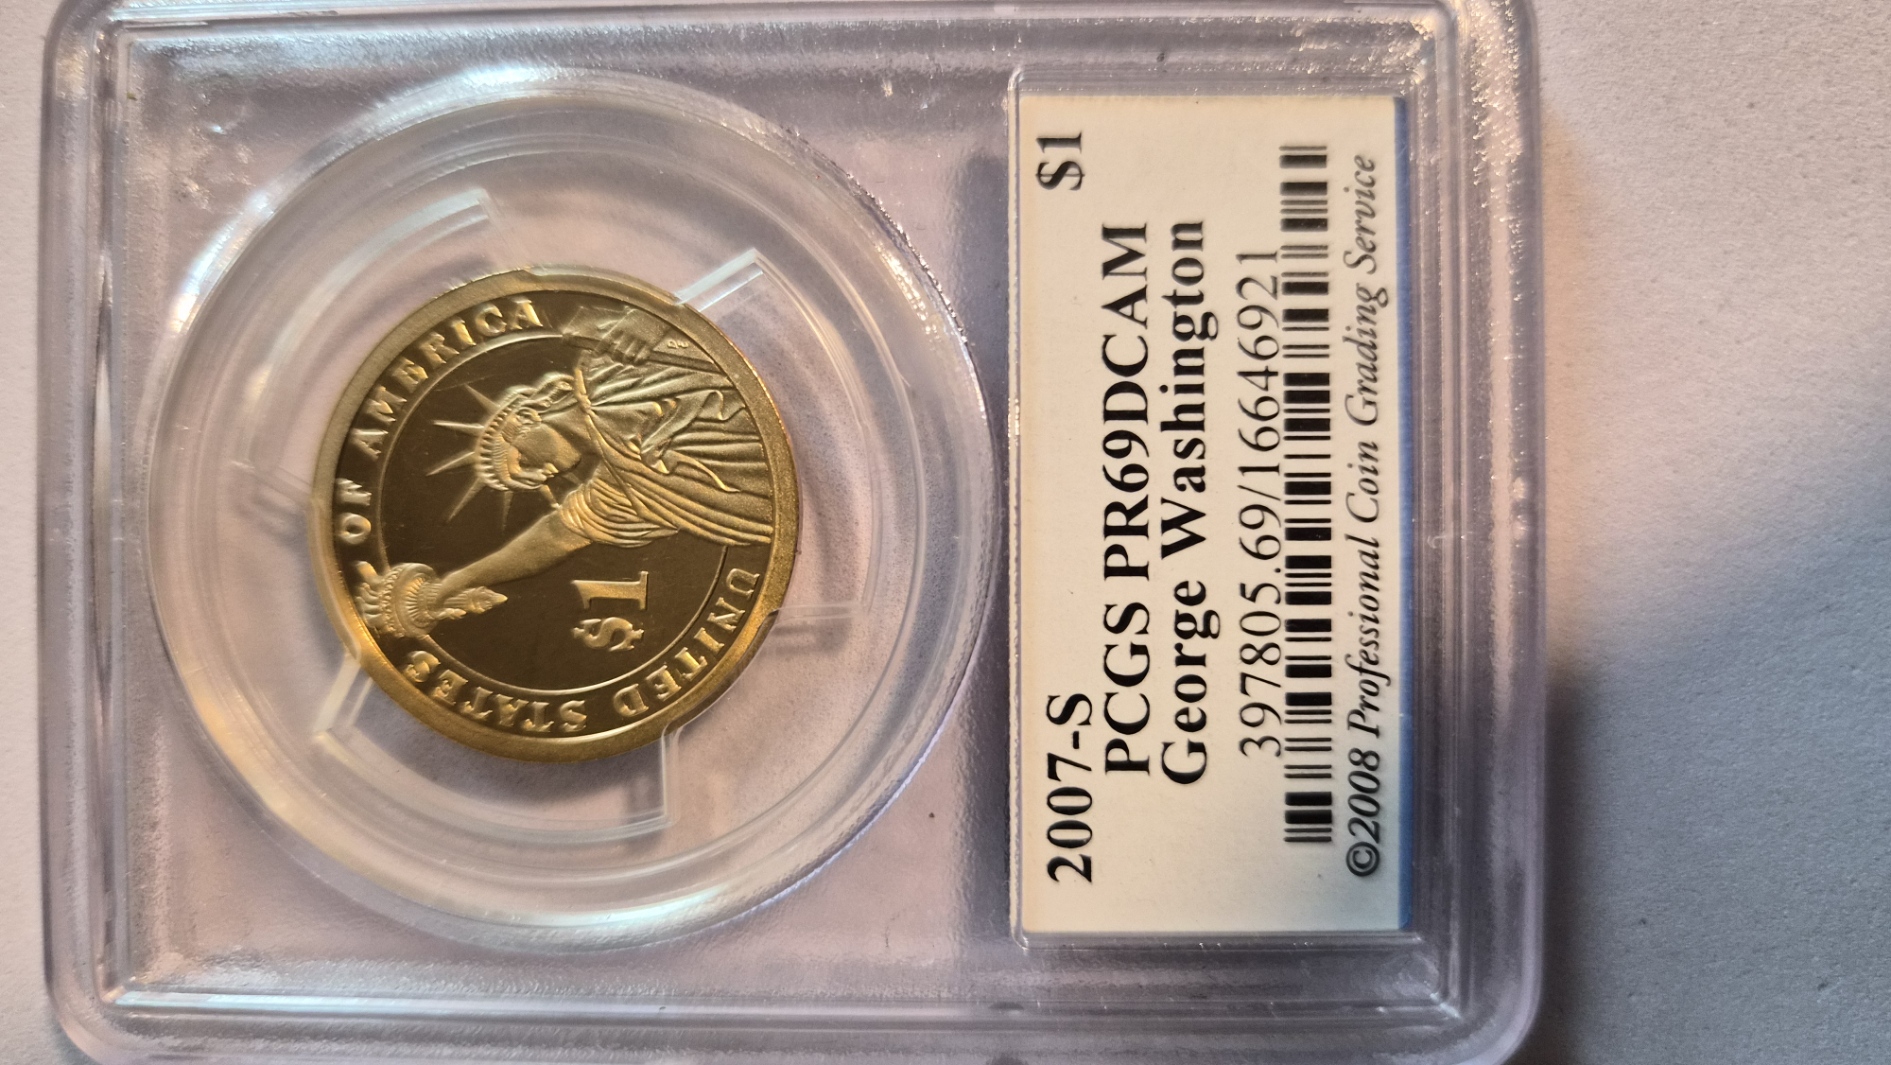 2007-S $1
PCGS PR69DCAM
George Washington
397805.69/16646921
©2008 Professional Coin Grading Service
UNITED STATES OF AMERICA
$1